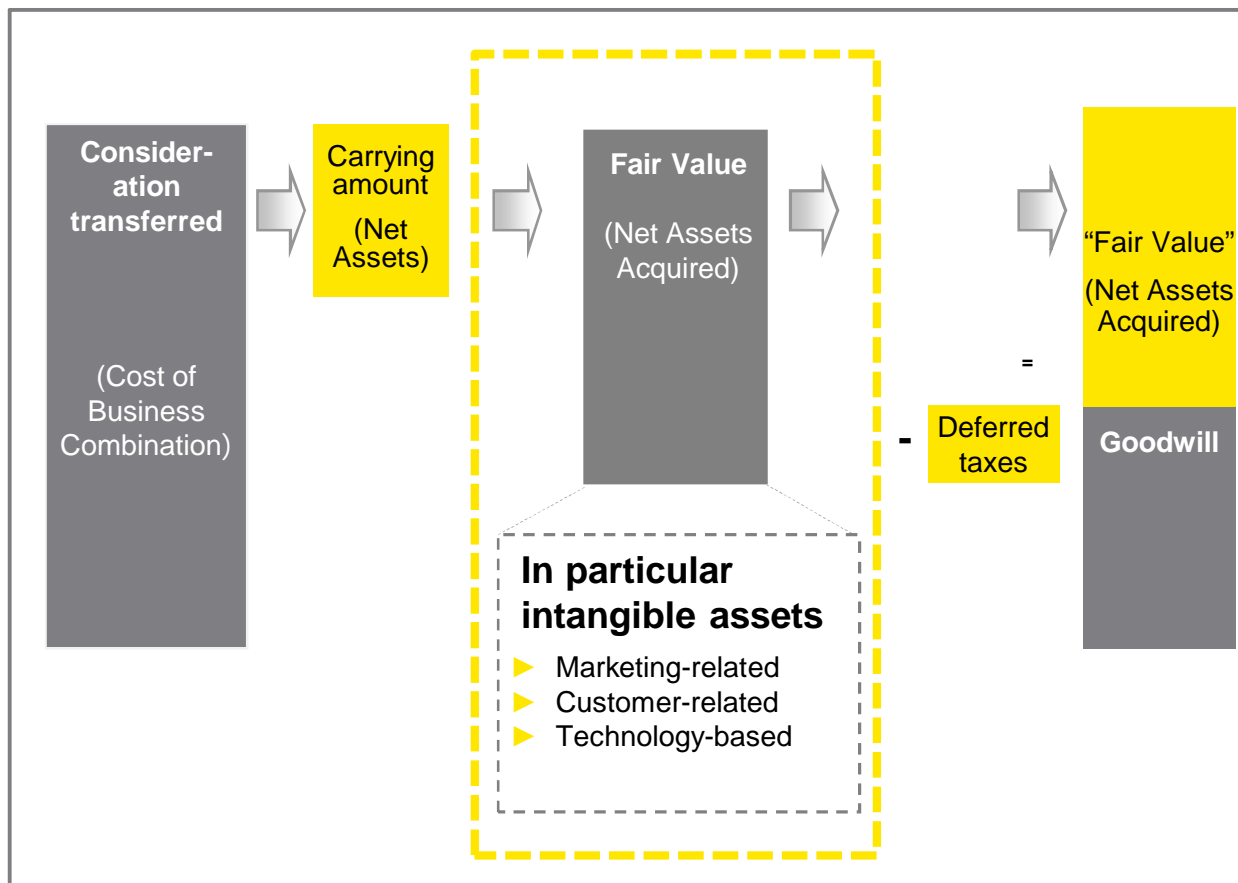 Consider-
ation
transferred
(Cost of
Business
Combination)
Carrying
amount
(Net
Assets)
Fair Value
(Net Assets
Acquired)
In particular
intangible assets
► Marketing-related
► Customer-related
► Technology-based
-
Deferred
taxes
=
“Fair Value”
(Net Assets
Acquired)
Goodwill